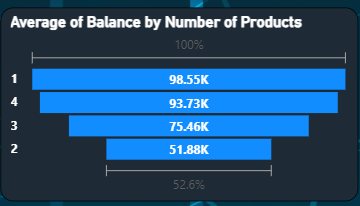 Average of Balance by Number of Products
100%
1 98.55K
4 93.73K
3 75.46K
2 51.88K
52.6%